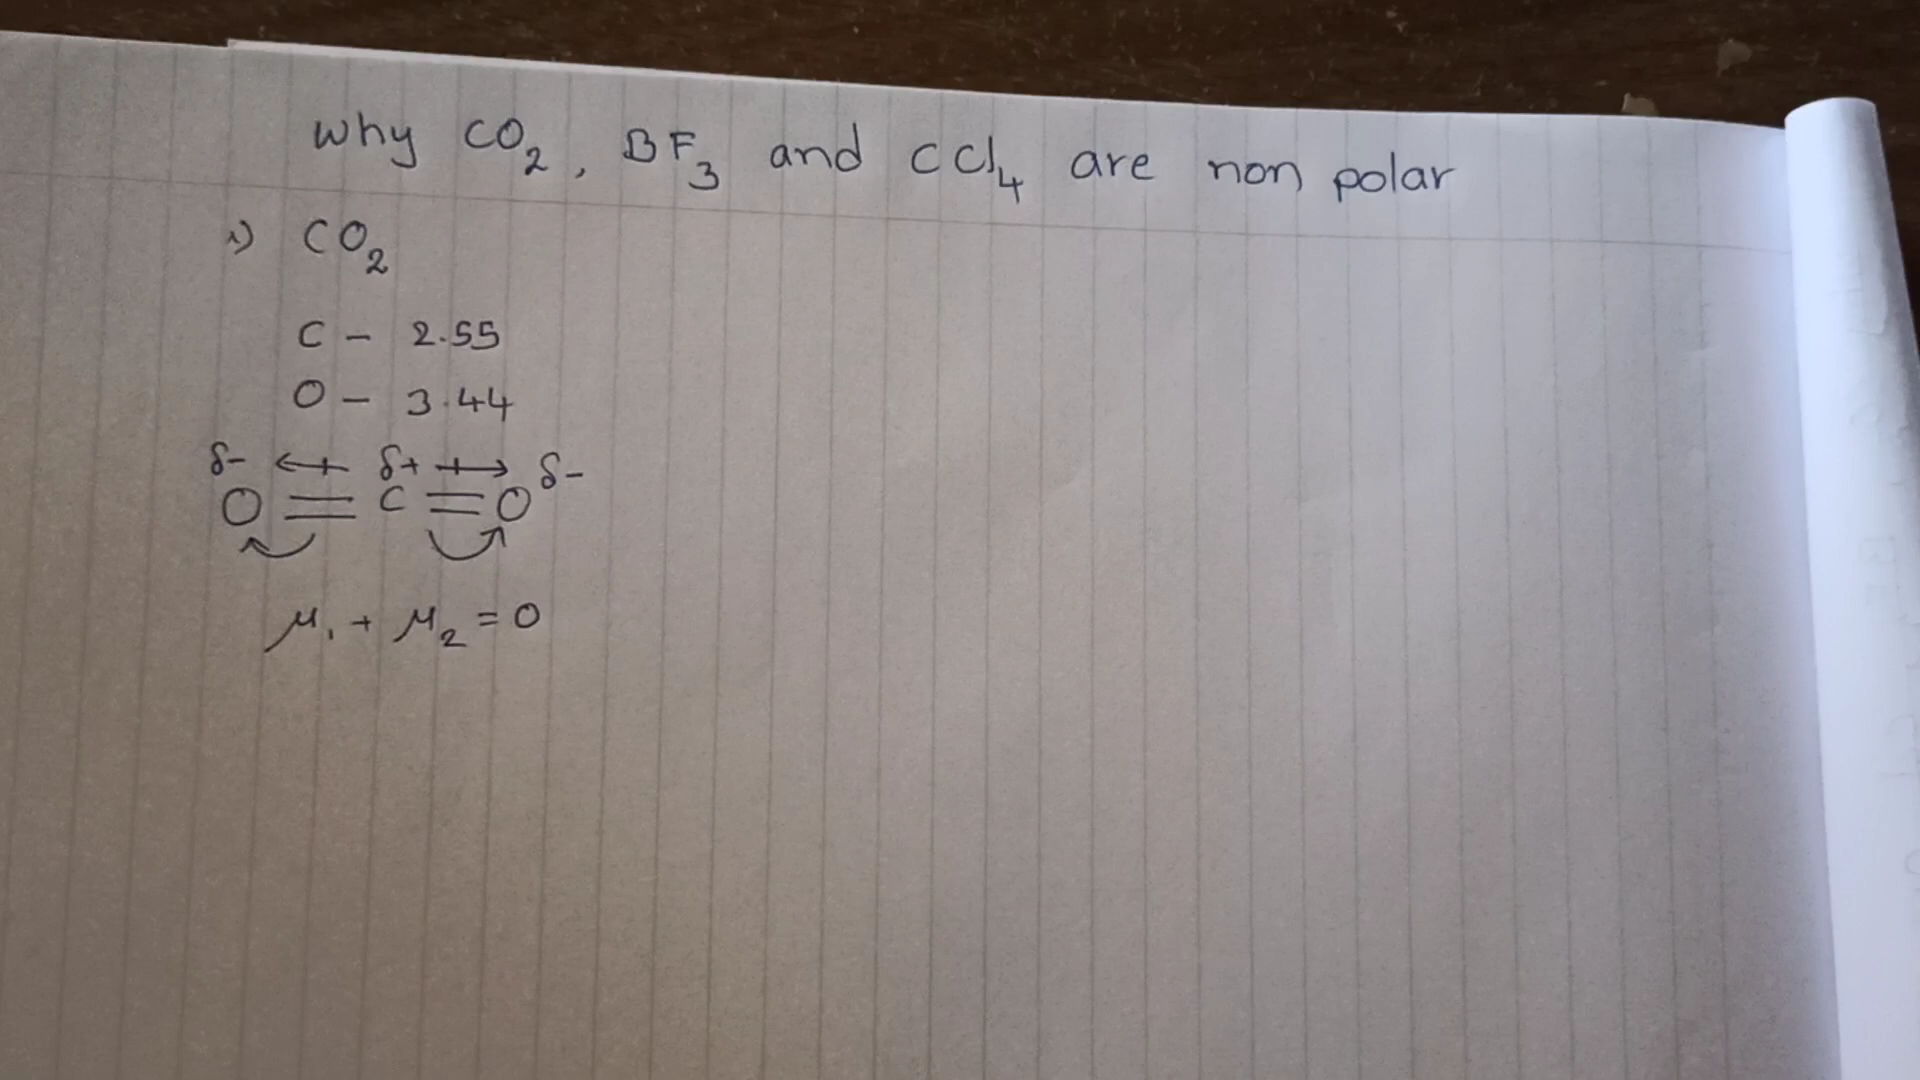 why CO₂, BF₃ and CCl₄ are non polar
1) CO₂
C - 2.55
O - 3.44
δ- ↔ δ+ ↔ δ-
O = C = O
μ₁ + μ₂ = 0